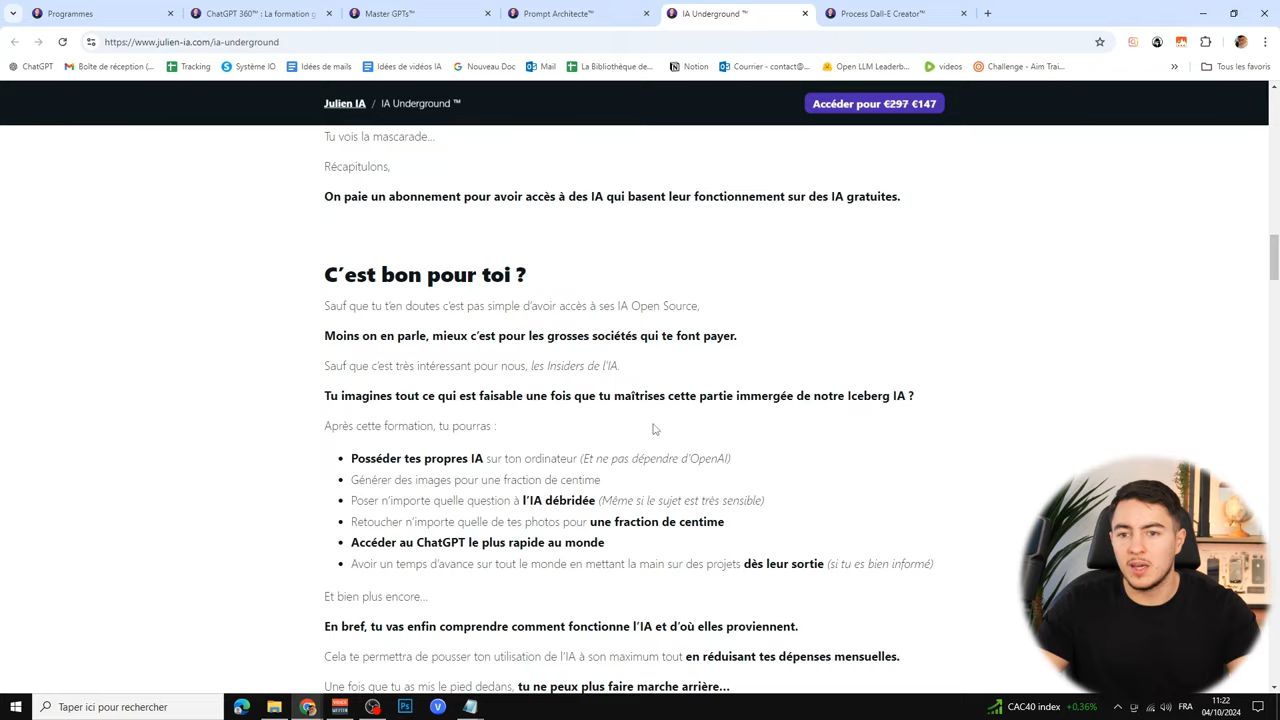 Programmes
ChatGPT 360™ : La formation g
Master GPTs™
Prompt Architecte™
IA Underground ™
Process Dall-E Creator™
https://www.julien-ia.com/ia-underground
ChatGPT
Boîte de réception (...
Tracking
Système IO
Idées de mails
Idées de vidéos IA
Nouveau Doc
Mail
La Bibliothèque de...
Notion
Courrier - contact@...
Open LLM Leaderb...
videos
Challenge - Aim Trai...
Tous les favoris
Julien IA / IA Underground ™
Accéder pour €297 €147
Tu vois la mascarade...
Récapitulons,
On paie un abonnement pour avoir accès à des IA qui basent leur fonctionnement sur des IA gratuites.
C'est bon pour toi ?
Sauf que tu t'en doutes c'est pas simple d'avoir accès à ses IA Open Source,
Moins on en parle, mieux c'est pour les grosses sociétés qui te font payer.
Sauf que c'est très intéressant pour nous, les Insiders de l'IA.
Tu imagines tout ce qui est faisable une fois que tu maîtrises cette partie immergée de notre Iceberg IA ?
Après cette formation, tu pourras :
• Posséder tes propres IA sur ton ordinateur (Et ne pas dépendre d'OpenAI)
• Générer des images pour une fraction de centime
• Poser n'importe quelle question à l'IA débridée (Même si le sujet est très sensible)
• Retoucher n'importe quelle de tes photos pour une fraction de centime
• Accéder au ChatGPT le plus rapide au monde
• Avoir un temps d'avance sur tout le monde en mettant la main sur des projets dès leur sortie (si tu es bien informé)
Et bien plus encore...
En bref, tu vas enfin comprendre comment fonctionne l'IA et d'où elles proviennent.
Cela te permettra de pousser ton utilisation de l'IA à son maximum tout en réduisant tes dépenses mensuelles.
Une fois que tu as mis le pied dedans, tu ne peux plus faire marche arrière...
Taper ici pour rechercher
CAC40 index
+0,36%
FRA
11:22
04/10/2024